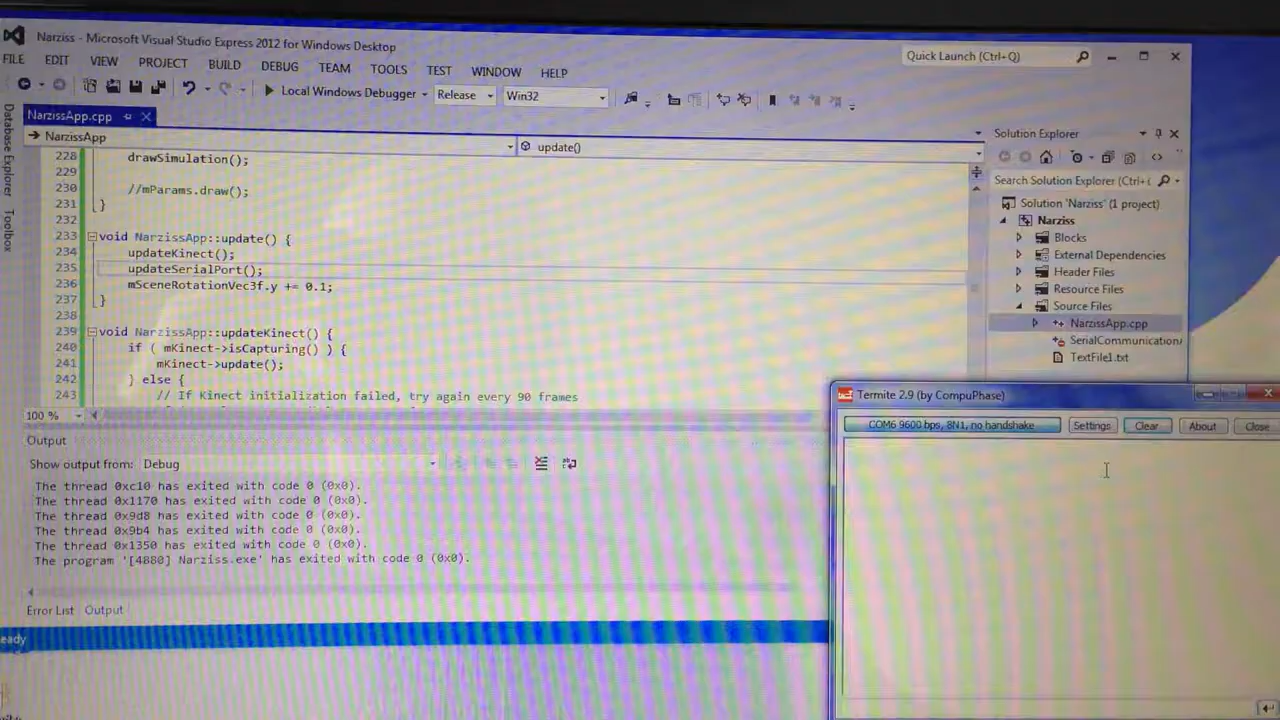 Narziss - Microsoft Visual Studio Express 2012 for Windows Desktop
Quick Launch (Ctrl+Q)
FILE EDIT VIEW PROJECT BUILD DEBUG TEAM TOOLS TEST WINDOW HELP
Local Windows Debugger Release Win32
Database Explorer
Toolbox
NarzissApp.cpp
NarzissApp
update()
228 drawSimulation();
229
230 //mParams.draw();
231 }
232
233 void NarzissApp::update() {
234 updateKinect();
235 updateSerialPort();
236 mSceneRotationVec3f.y += 0.1;
237 }
238
239 void NarzissApp::updateKinect() {
240 if ( mKinect->isCapturing() ) {
241 mKinect->update();
242 } else {
243 // If Kinect initialization failed, try again every 90 frames
100 %
Output
Show output from: Debug
The thread 0xc10 has exited with code 0 (0x0).
The thread 0x1170 has exited with code 0 (0x0).
The thread 0x9d8 has exited with code 0 (0x0).
The thread 0x9b4 has exited with code 0 (0x0).
The thread 0x1350 has exited with code 0 (0x0).
The program '[4880] Narziss.exe' has exited with code 0 (0x0).
Error List Output
eady
Solution Explorer
Search Solution Explorer (Ctrl+
Solution 'Narziss' (1 project)
Narziss
Blocks
External Dependencies
Header Files
Resource Files
Source Files
NarzissApp.cpp
SerialCommunication
TextFile1.txt
Termite 2.9 (by CompuPhase)
COM6 9600 bps, 8N1, no handshake
Settings Clear About Close